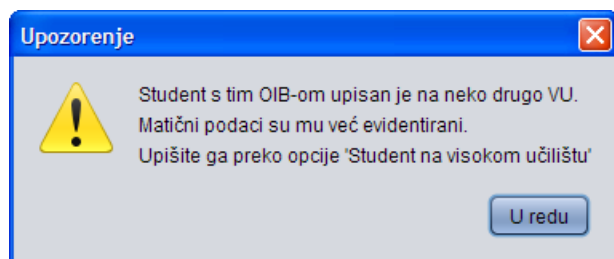 Upozorenje
Student s tim OIB-om upisan je na neko drugo VU.
Matični podaci su mu već evidentirani.
Upišite ga preko opcije 'Student na visokom učilištu'
U redu